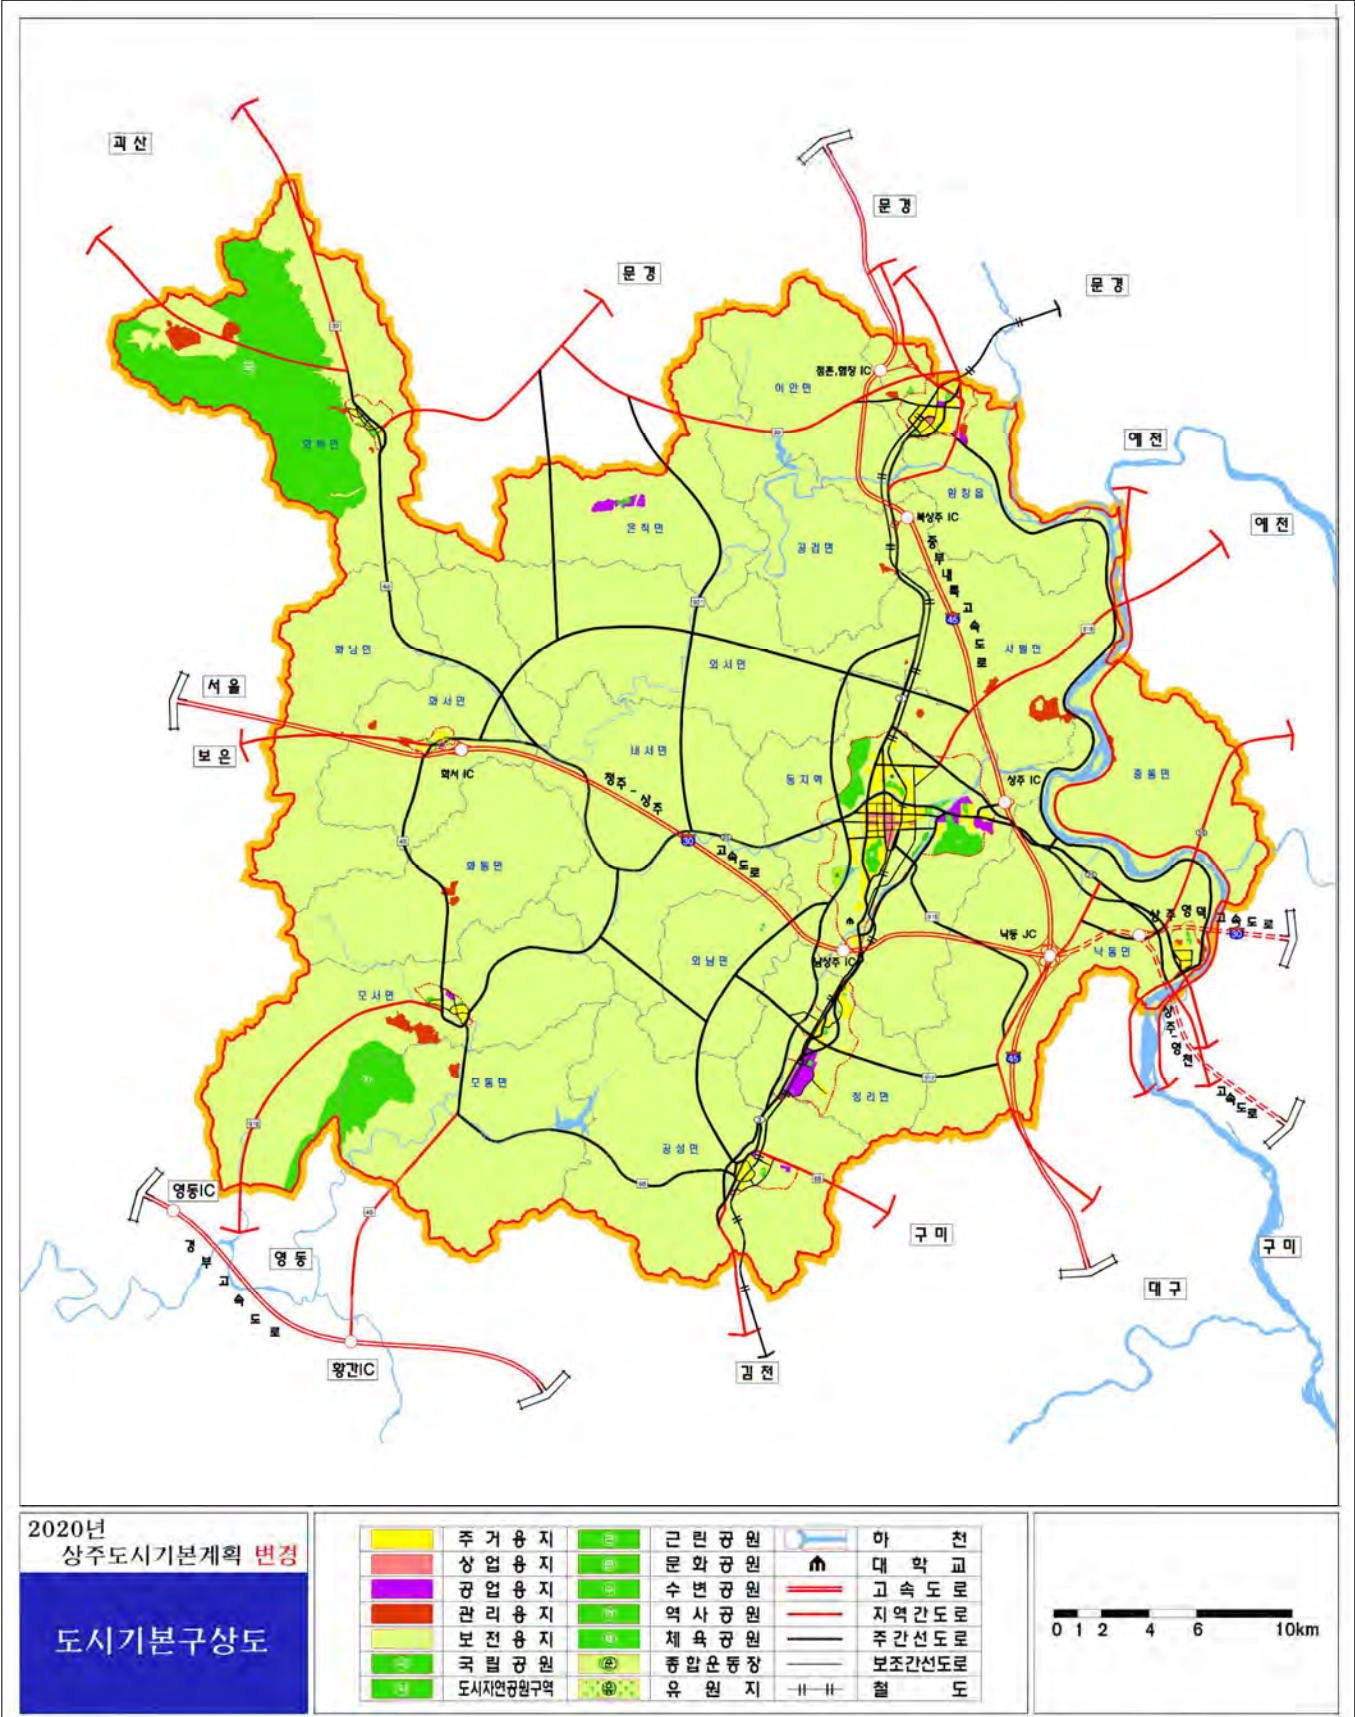 괴 산
문 경
문 경
문 경
점촌,함창 IC
이안면
예 천
예 천
함창읍
북상주 IC
은척면
공검면
중부내륙고속도로
45
사벌면
화북면
30
49
901
화남면
서 울
화서면
외서면
보 은
화서 IC
내서면
동지역
상주 IC
중동면
청주 - 상주
30
고속도로
화동면
상주 영덕
고속도로
30
낙동 JC
낙동면
남상주 IC
외남면
모서면
상주-영천
고속도로
45
모동면
청리면
공성면
68
영동IC
영 동
경부고속도로
구 미
구 미
대 구
황간IC
김 천
2020년
상주도시기본계획 변경
도시기본구상도
주 거 용 지
근 린 공 원
하 천
상 업 용 지
문 화 공 원
대 학 교
공 업 용 지
수 변 공 원
고 속 도 로
관 리 용 지
역 사 공 원
지역간도로
보 전 용 지
체 육 공 원
주간선도로
국 립 공 원
종합운동장
보조간선도로
도시자연공원구역
유 원 지
철 도
0 1 2 4 6 10km